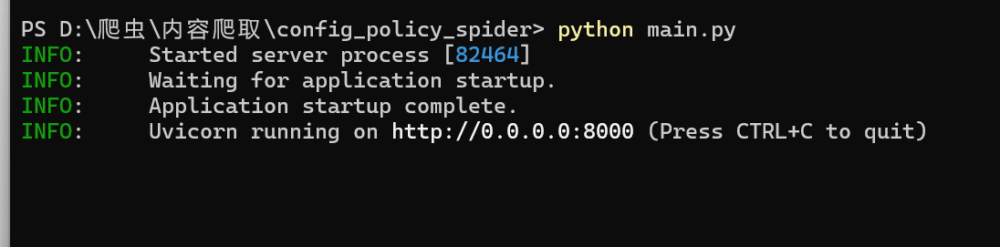 PS D:\爬虫\内容爬取\config_policy_spider> python main.py
INFO:     Started server process [82464]
INFO:     Waiting for application startup.
INFO:     Application startup complete.
INFO:     Uvicorn running on http://0.0.0.0:8000 (Press CTRL+C to quit)